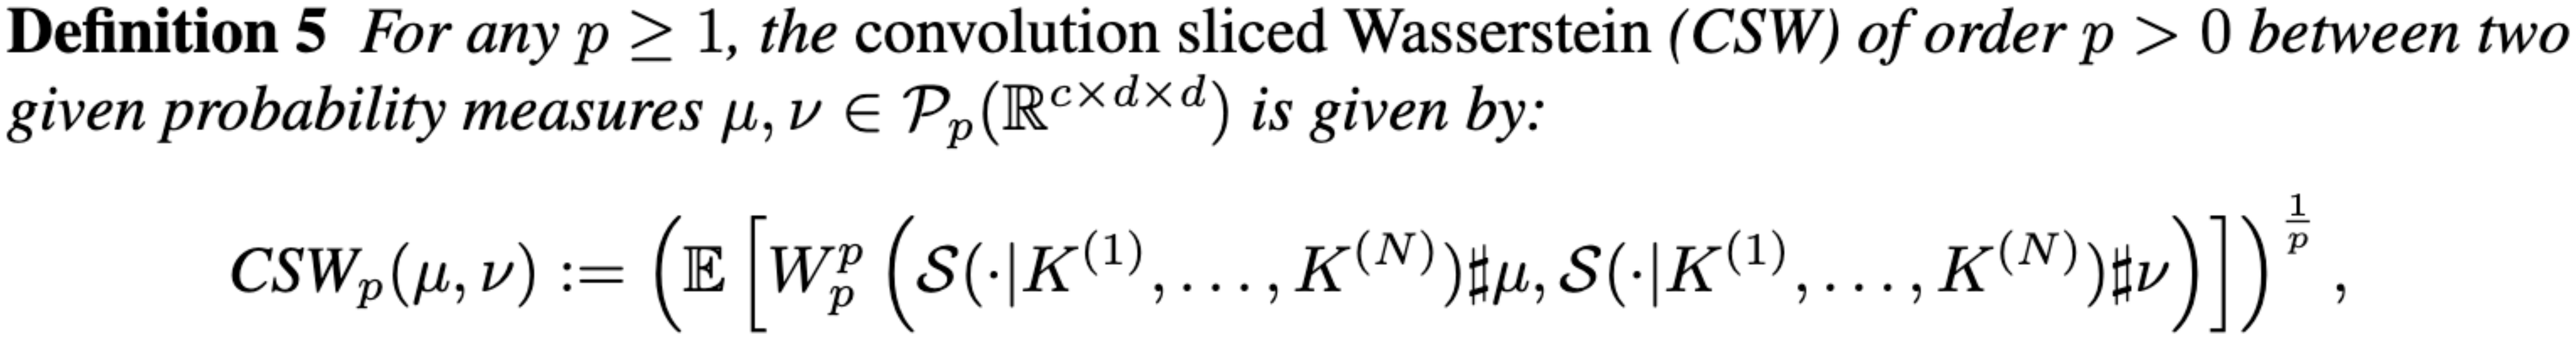 Definition 5 For any p ≥ 1, the convolution sliced Wasserstein (CSW) of order p > 0 between two
given probability measures μ, ν ∈ 𝒫_p(ℝ^{c×d×d}) is given by:
CSW_p(μ, ν) := (𝔼 [W_p^p (𝒮(·|K^{(1)}, . . . , K^{(N)})♯μ, 𝒮(·|K^{(1)}, . . . , K^{(N)})♯ν)])^{1/p},